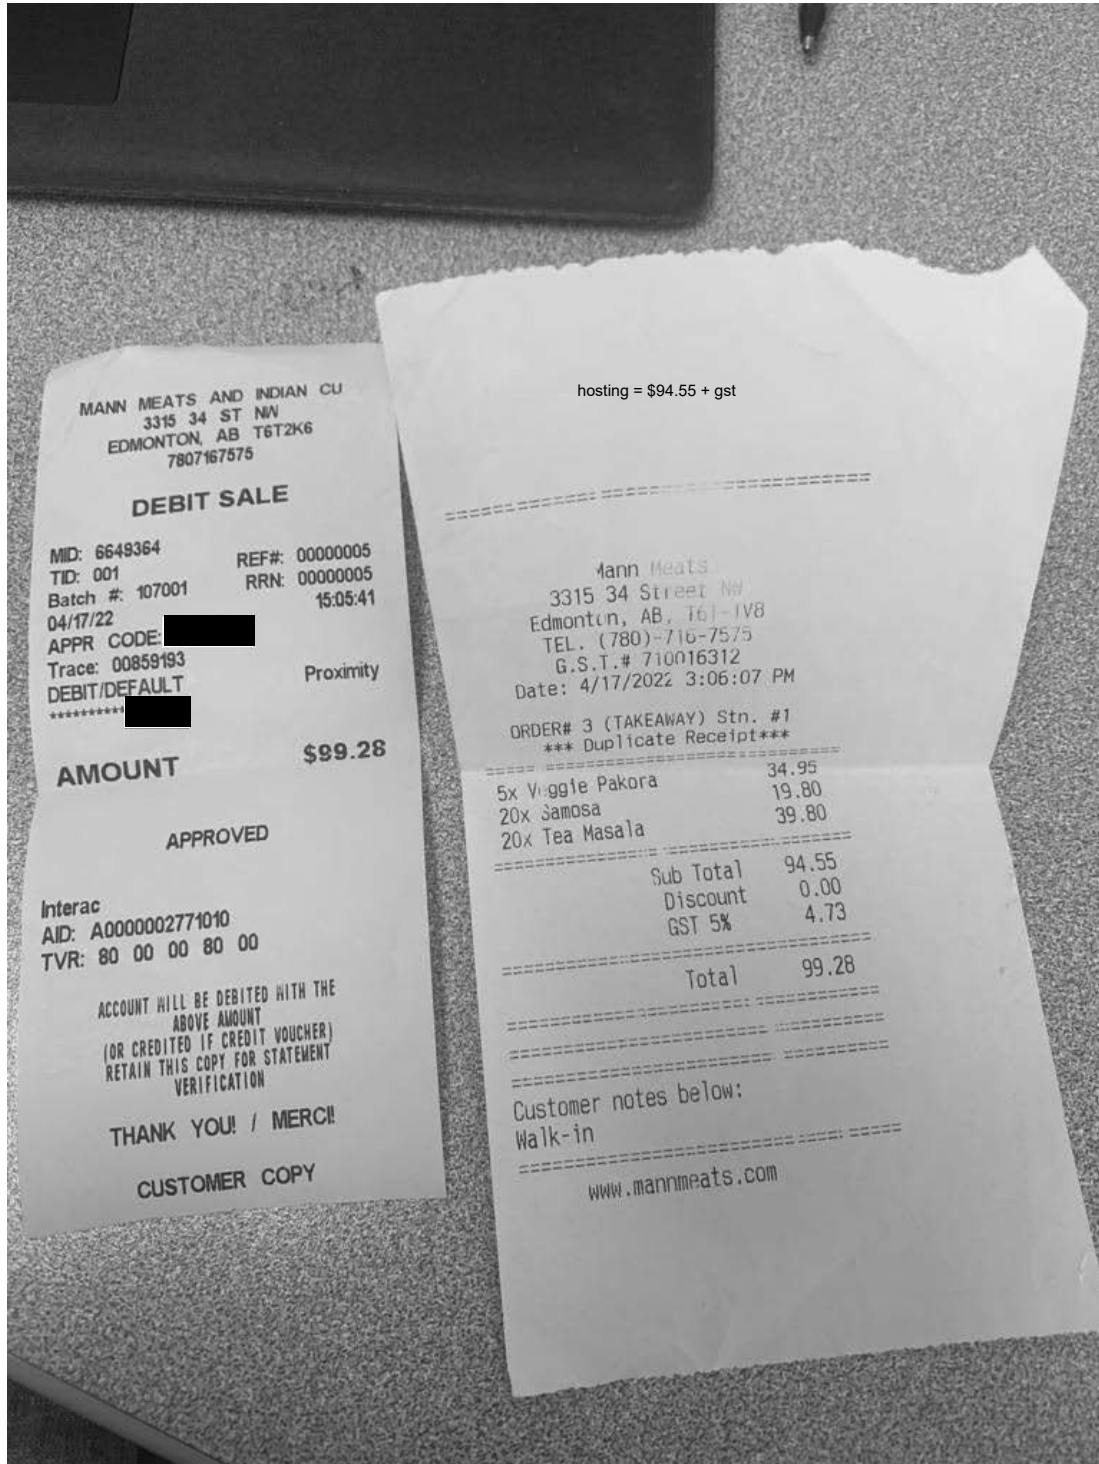 MANN MEATS AND INDIAN CU
3315 34 ST NW
EDMONTON, AB T6T2K6
7807167575
DEBIT SALE
MID: 6649364
TID: 001 REF#: 00000005
Batch #: 107001 RRN: 00000005
04/17/22 15:05:41
APPR CODE:
Trace: 00859193
DEBIT/DEFAULT Proximity
**********
AMOUNT $99.28
APPROVED
Interac
AID: A0000002771010
TVR: 80 00 00 80 00
ACCOUNT WILL BE DEBITED WITH THE
ABOVE AMOUNT
(OR CREDITED IF CREDIT VOUCHER)
RETAIN THIS COPY FOR STATEMENT
VERIFICATION
THANK YOU! / MERCI!
CUSTOMER COPY
hosting = $94.55 + gst
Mann Meats
3315 34 Street NW
Edmonton, AB,
TEL. (780)-716-7575
G.S.T.# 710016312
Date: 4/17/2022 3:06:07 PM
ORDER# 3 (TAKEAWAY) Stn. #1
*** Duplicate Receipt***
5x Veggie Pakora 34.95
20x Samosa 19.80
20x Tea Masala 39.80
Sub Total 94.55
Discount 0.00
GST 5% 4.73
Total 99.28
Customer notes below:
Walk-in
www.mannmeats.com